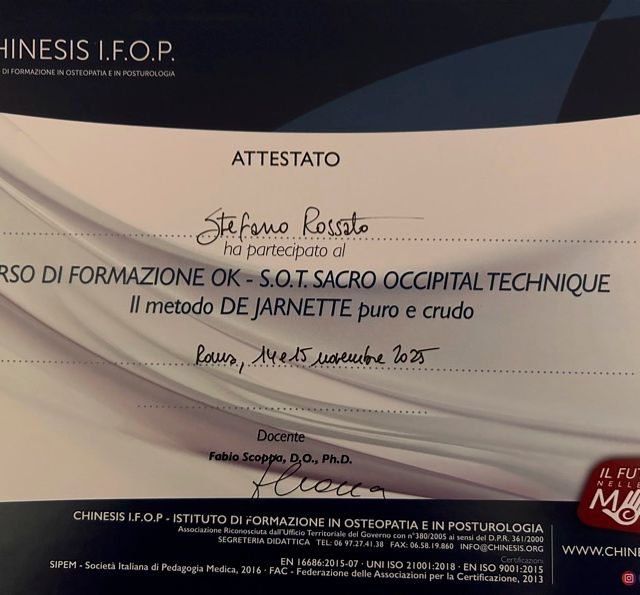 HINESIS I.F.O.P.
DI FORMAZIONE IN OSTEOPATIA E IN POSTUROLOGIA
ATTESTATO
Stefano Rossato
ha partecipato al
RSO DI FORMAZIONE OK - S.O.T. SACRO OCCIPITAL TECHNIQUE
Il metodo DE JARNETTE puro e crudo
Roma, 14 e 15 novembre 2025
Docente
Fabio Scoppa, D.O., Ph.D.
IL FUT
NELLE
CHINESIS I.F.O.P - ISTITUTO DI FORMAZIONE IN OSTEOPATIA E IN POSTUROLOGIA
Associazione Riconosciuta dall'Ufficio Territoriale del Governo con n°380/2005 ai sensi del D.P.R. 361/2000
SEGRETERIA DIDATTICA TEL: 06 97.27.41.38 FAX: 06.58.19.860 INFO@CHINESIS.ORG
WWW.CHINE
Certificazioni
EN 16686:2015-07 · UNI ISO 21001:2018 · EN ISO 9001:2015
SIPEM - Società Italiana di Pedagogia Medica, 2016 · FAC - Federazione delle Associazioni per la Certificazione, 2013